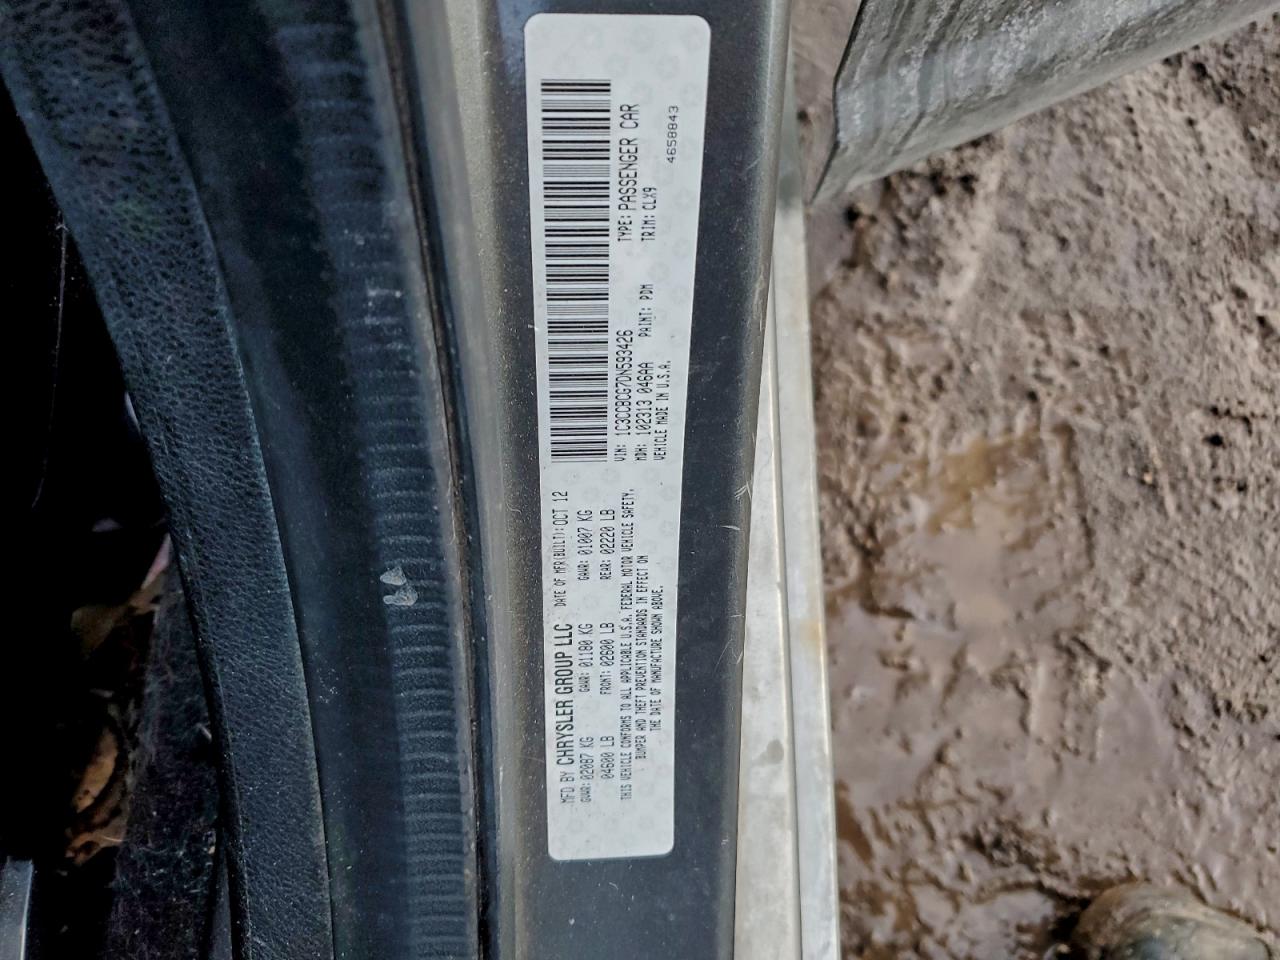 MFD BY CHRYSLER GROUP LLC DATE OF MFR(BUILT): OCT 12
GVWR: 02087 KG GAWR: 01180 KG GAWR: 01007 KG
04600 LB FRONT: 02600 LB REAR: 02220 LB
THIS VEHICLE CONFORMS TO ALL APPLICABLE U.S.A. FEDERAL MOTOR VEHICLE SAFETY,
BUMPER AND THEFT PREVENTION STANDARDS IN EFFECT ON
THE DATE OF MANUFACTURE SHOWN ABOVE.
VIN: 1C3CCBCG7DN593426 TYPE: PASSENGER CAR
MDH: 102313 046AA PAINT: PDM TRIM: CLX9
VEHICLE MADE IN U.S.A.
4658843